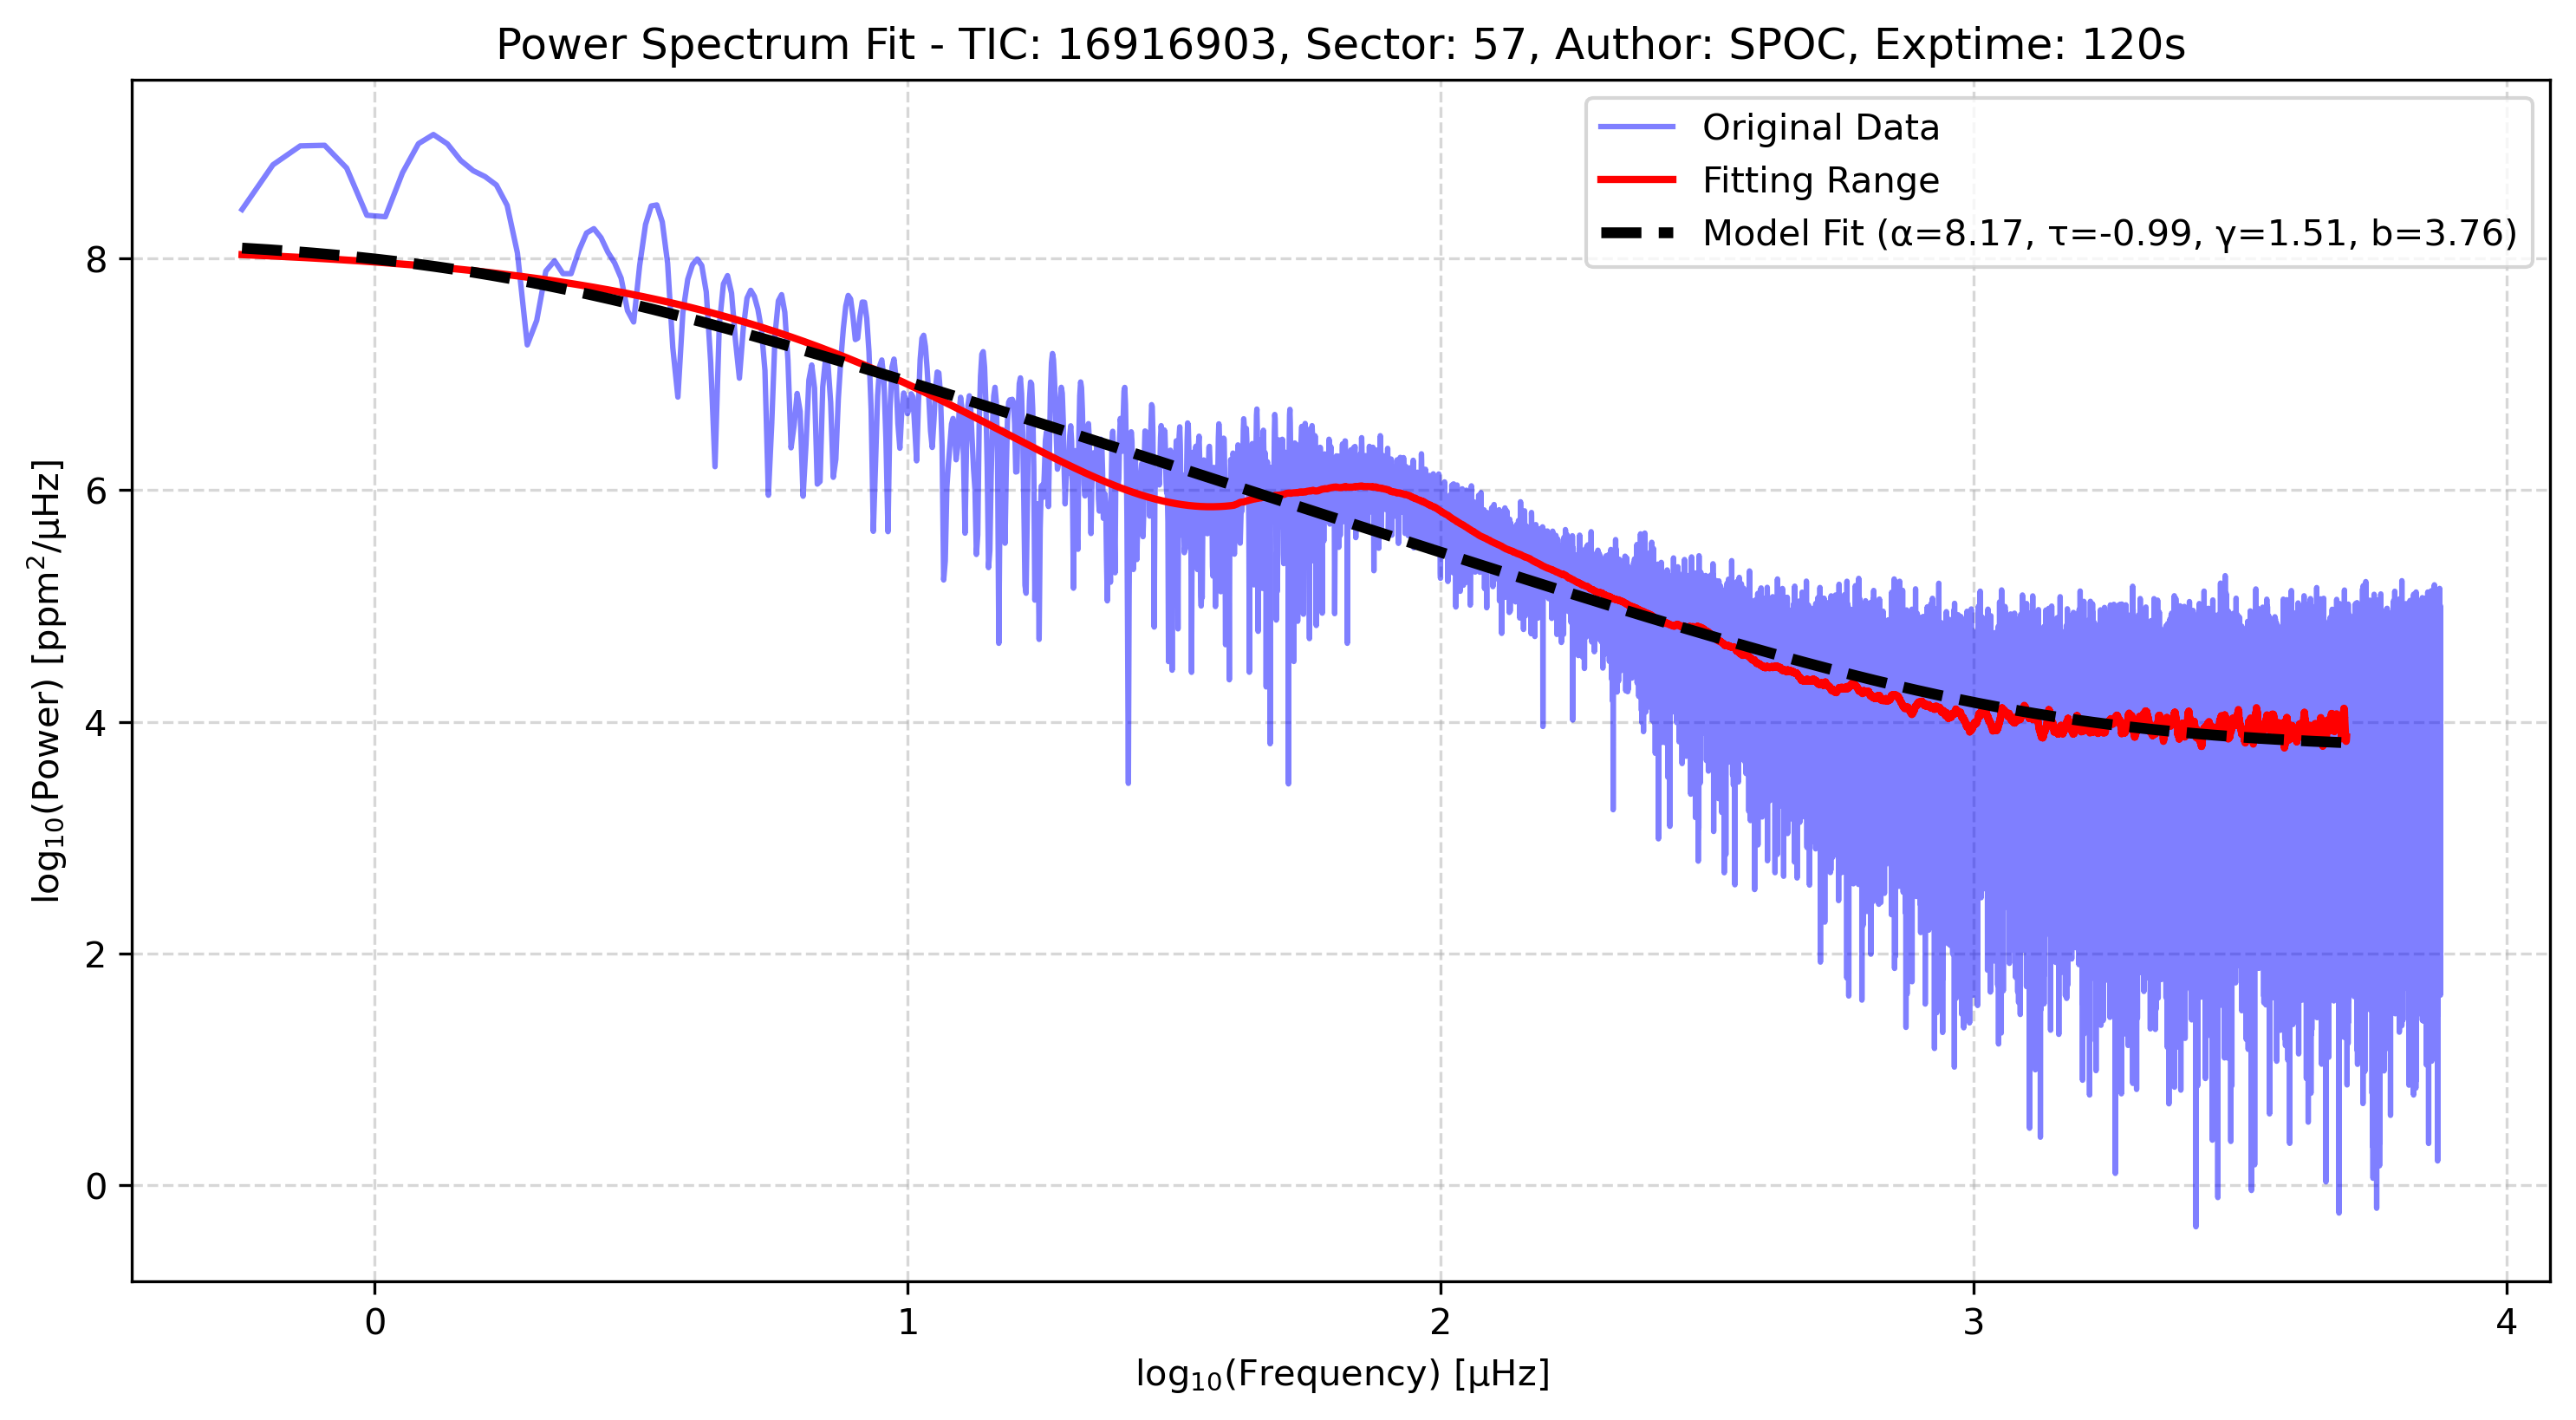 Power Spectrum Fit - TIC: 16916903, Sector: 57, Author: SPOC, Exptime: 120s
Original Data
Fitting Range
Model Fit (α=8.17, τ=-0.99, γ=1.51, b=3.76)
log₁₀(Power) [ppm²/μHz]
8
6
4
2
0
0 1 2 3 4
log₁₀(Frequency) [μHz]